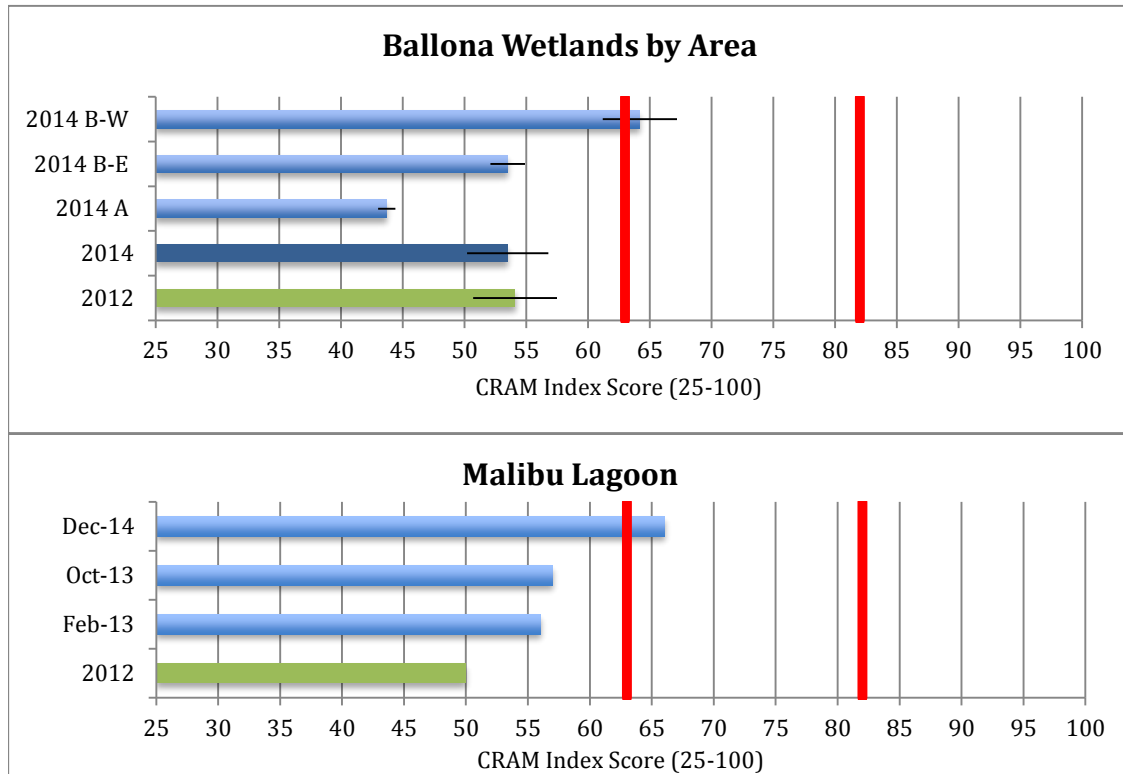 Ballona Wetlands by Area
2014 B-W
2014 B-E
2014 A
2014
2012
25 30 35 40 45 50 55 60 65 70 75 80 85 90 95 100
CRAM Index Score (25-100)
Malibu Lagoon
Dec-14
Oct-13
Feb-13
2012
25 30 35 40 45 50 55 60 65 70 75 80 85 90 95 100
CRAM Index Score (25-100)